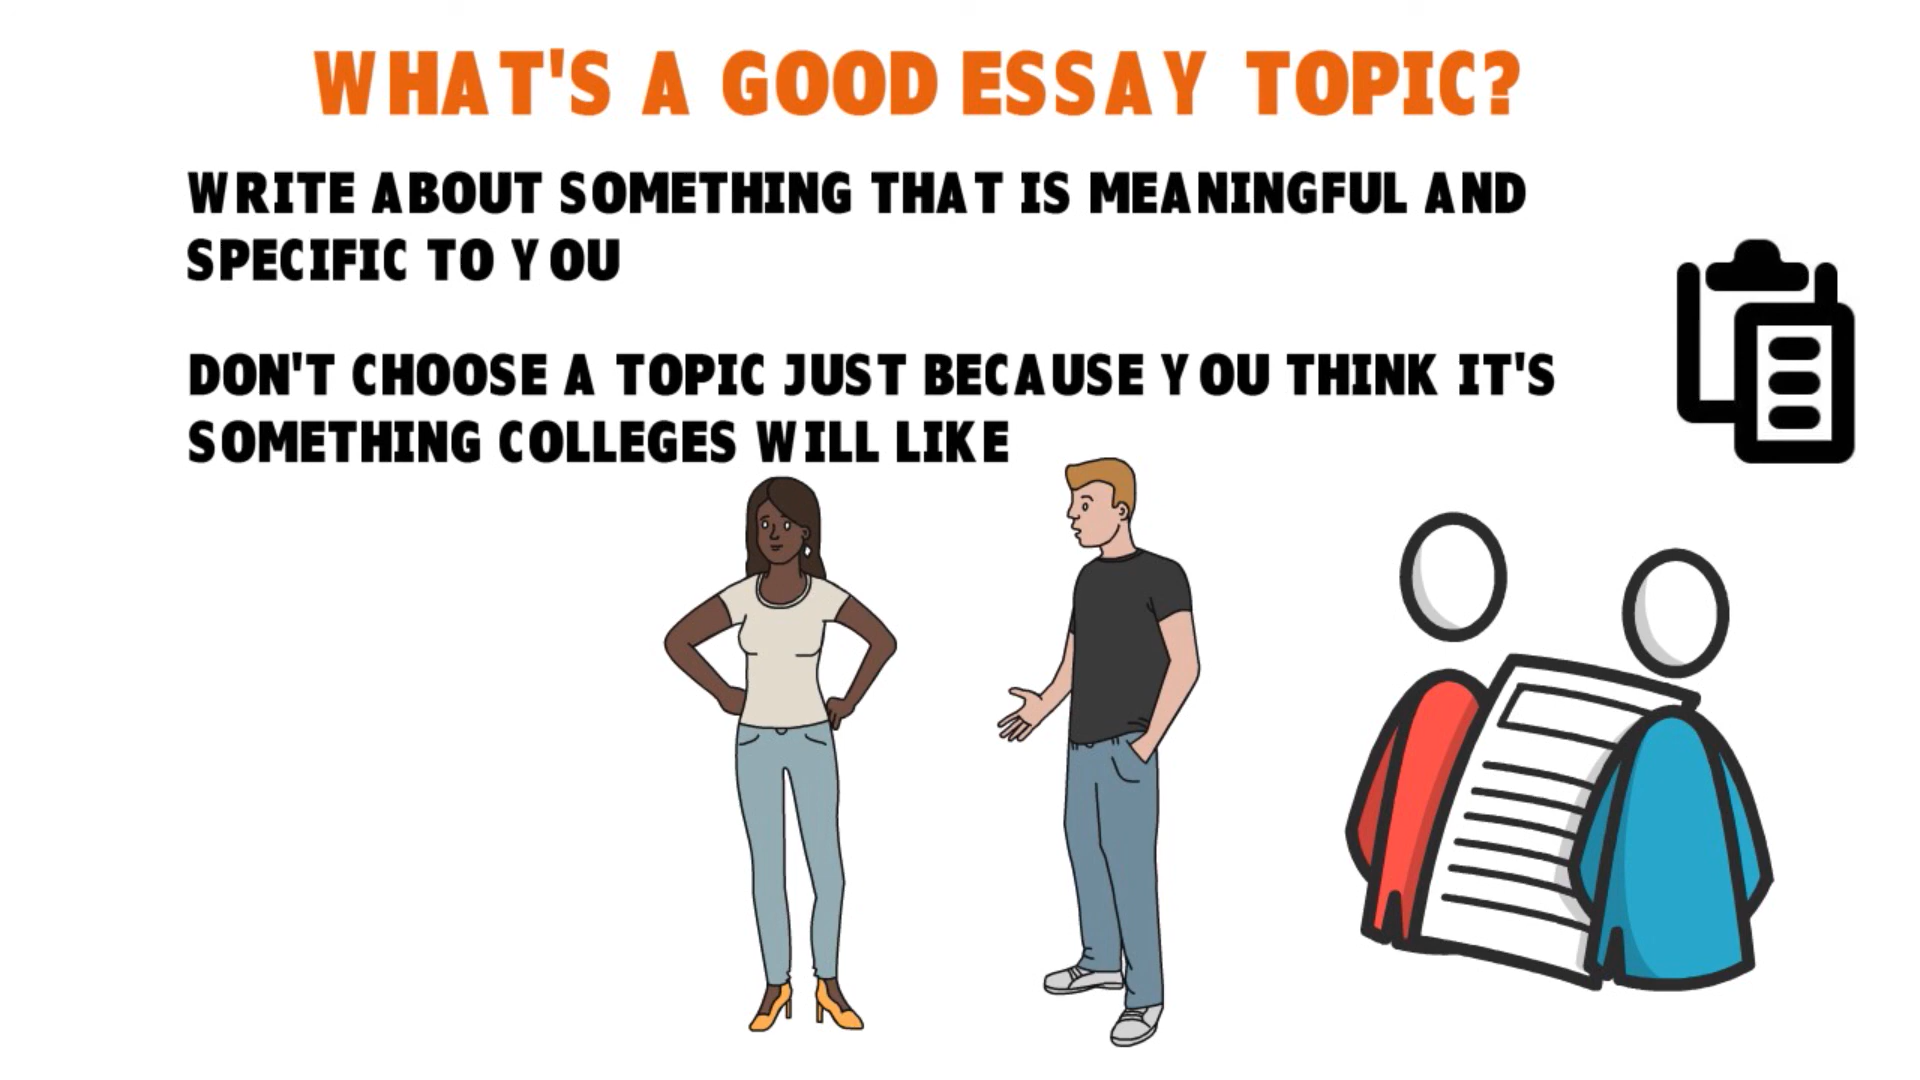 WHAT'S A GOOD ESSAY TOPIC?
WRITE ABOUT SOMETHING THAT IS MEANINGFUL AND
SPECIFIC TO YOU
DON'T CHOOSE A TOPIC JUST BECAUSE YOU THINK IT'S
SOMETHING COLLEGES WILL LIKE